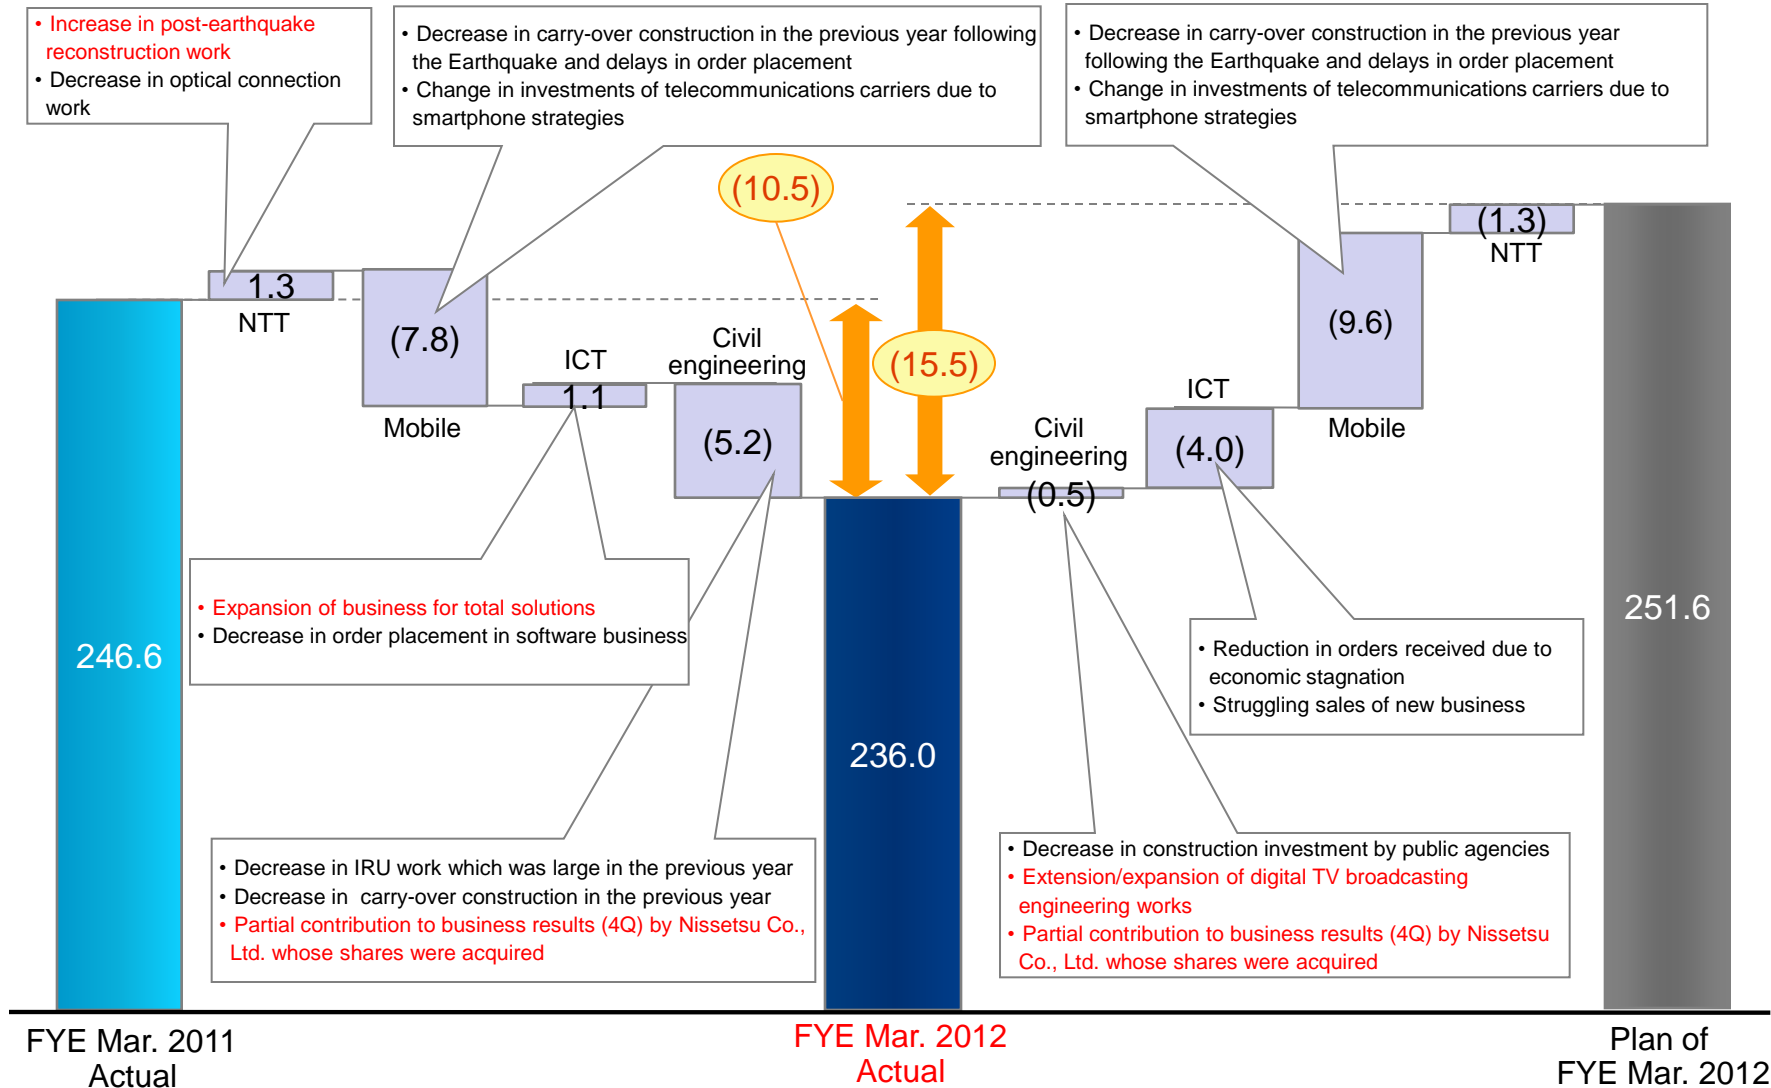 • Increase in post-earthquake
reconstruction work
• Decrease in optical connection
work
• Decrease in carry-over construction in the previous year following
the Earthquake and delays in order placement
• Change in investments of telecommunications carriers due to
smartphone strategies
• Decrease in carry-over construction in the previous year
following the Earthquake and delays in order placement
• Change in investments of telecommunications carriers due to
smartphone strategies
(10.5)
(1.3)
NTT
1.3
NTT
(7.8)
Mobile
ICT
1.1
Civil
engineering
(5.2)
(15.5)
Civil
engineering
(0.5)
ICT
(4.0)
(9.6)
Mobile
• Expansion of business for total solutions
• Decrease in order placement in software business
• Reduction in orders received due to
economic stagnation
• Struggling sales of new business
246.6
236.0
251.6
• Decrease in IRU work which was large in the previous year
• Decrease in carry-over construction in the previous year
• Partial contribution to business results (4Q) by Nissetsu Co.,
Ltd. whose shares were acquired
• Decrease in construction investment by public agencies
• Extension/expansion of digital TV broadcasting
engineering works
• Partial contribution to business results (4Q) by Nissetsu
Co., Ltd. whose shares were acquired
FYE Mar. 2011
Actual
FYE Mar. 2012
Actual
Plan of
FYE Mar. 2012